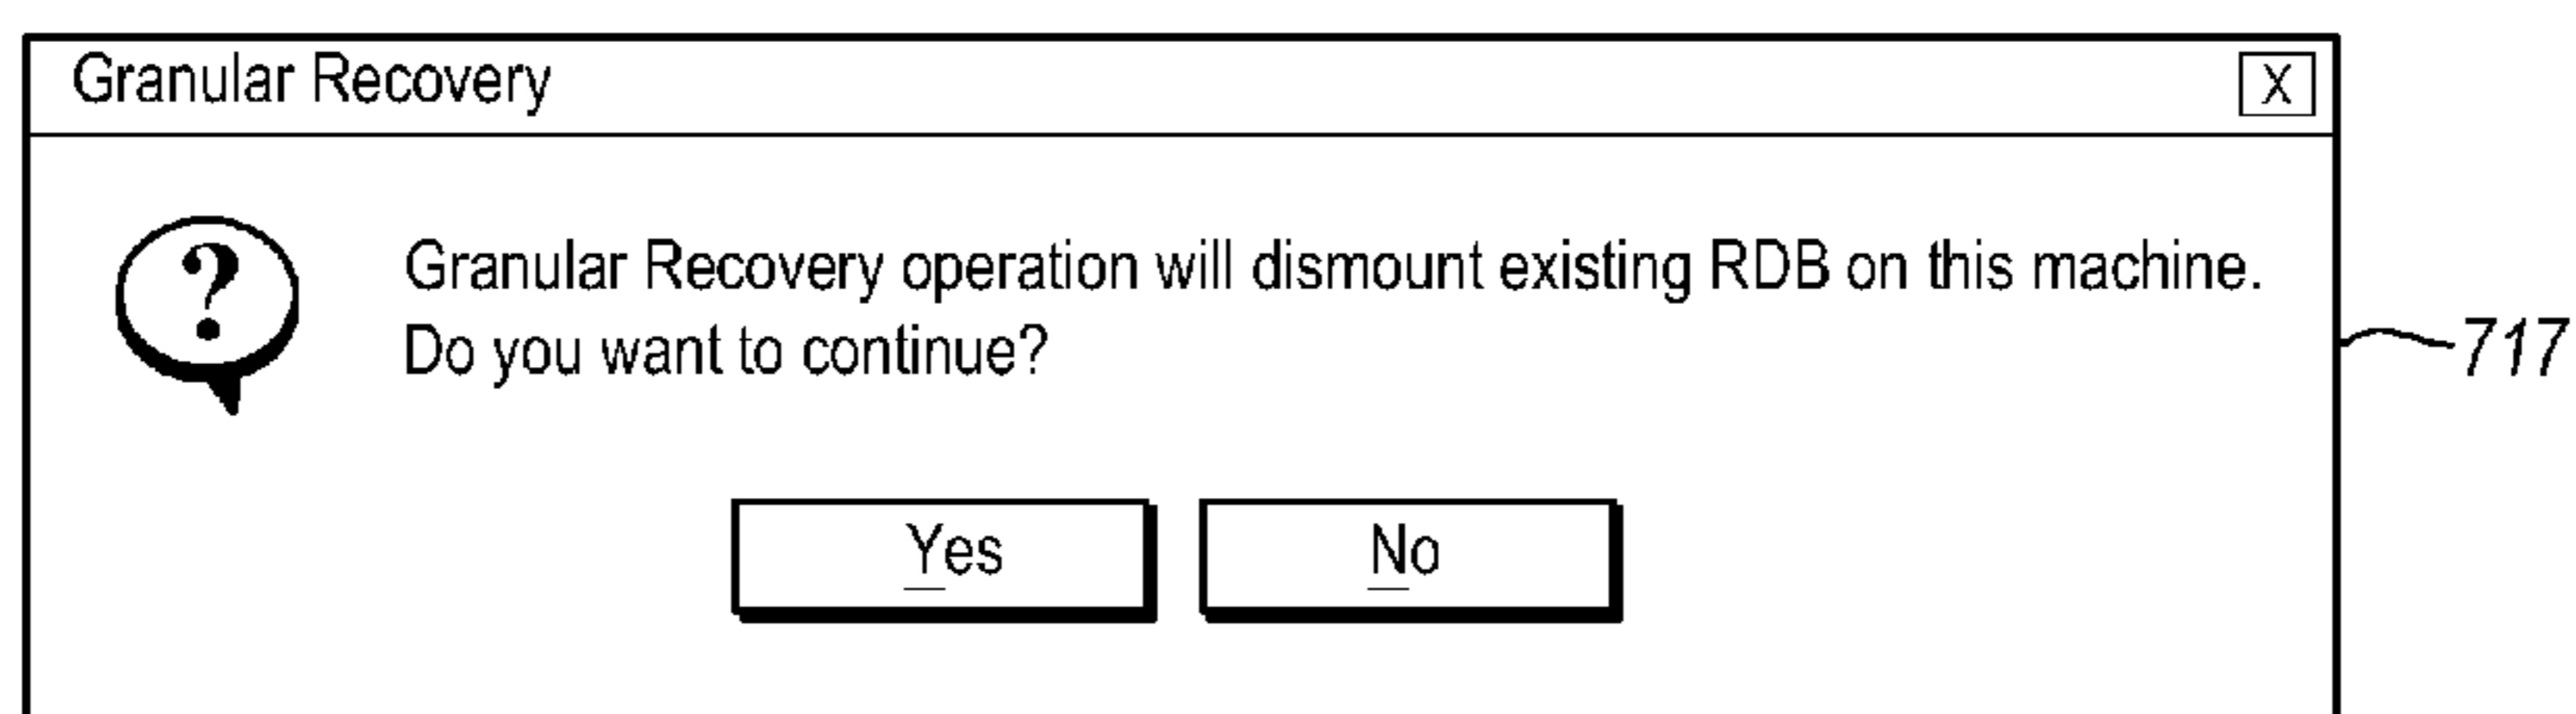 Granular Recovery
X
?
Granular Recovery operation will dismount existing RDB on this machine.
Do you want to continue?
717
Yes
No